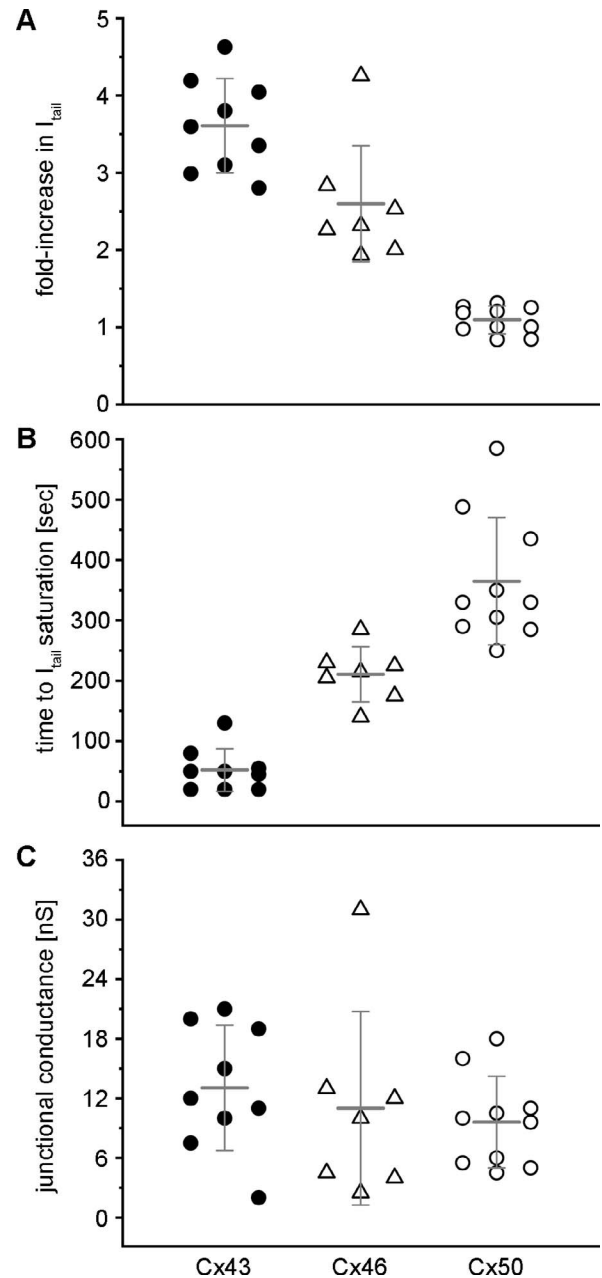 A
5
4
3
2
1
0
fold-increase in Itail
B
600
500
400
300
200
100
0
time to Itail saturation [sec]
C
36
30
24
18
12
6
0
junctional conductance [nS]
Cx43 Cx46 Cx50